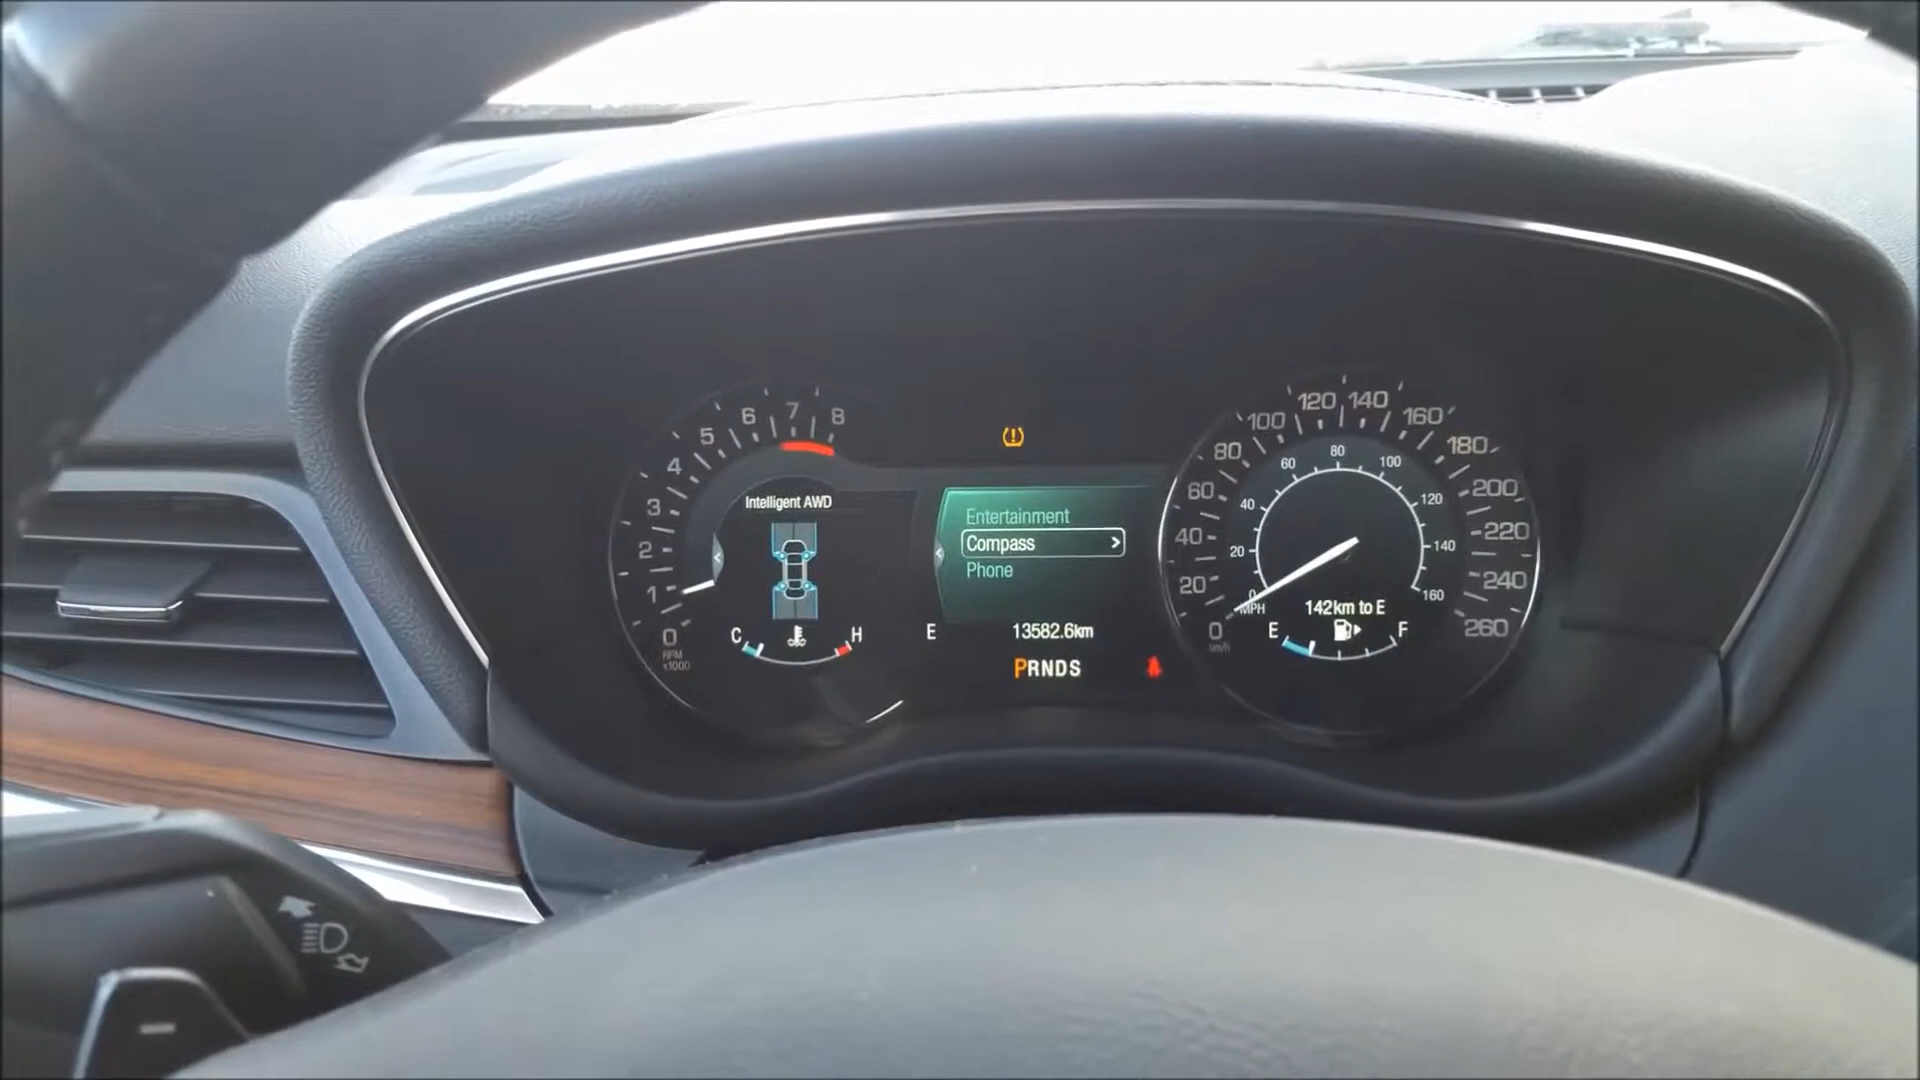 0
1
2
3
4
5
6
7
8
RPM
x1000
Intelligent AWD
C
H
Entertainment
Compass >
Phone
E
13582.6km
PRNDS
0
20
40
60
80
100
120
140
160
180
200
220
240
260
km/h
0
20
40
60
80
100
120
140
160
MPH
142km to E
E
F